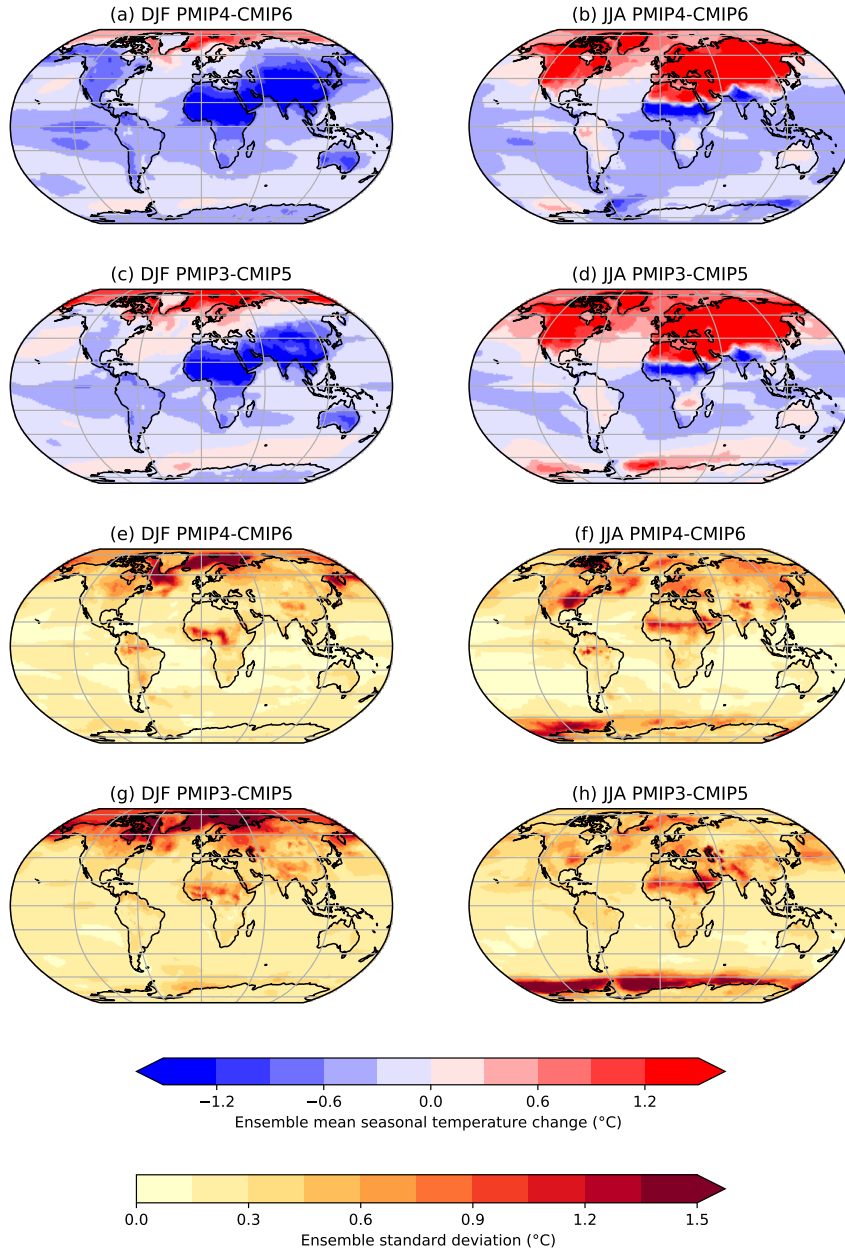 (a) DJF PMIP4-CMIP6
(b) JJA PMIP4-CMIP6
(c) DJF PMIP3-CMIP5
(d) JJA PMIP3-CMIP5
(e) DJF PMIP4-CMIP6
(f) JJA PMIP4-CMIP6
(g) DJF PMIP3-CMIP5
(h) JJA PMIP3-CMIP5
−1.2 −0.6 0.0 0.6 1.2
Ensemble mean seasonal temperature change (°C)
0.0 0.3 0.6 0.9 1.2 1.5
Ensemble standard deviation (°C)